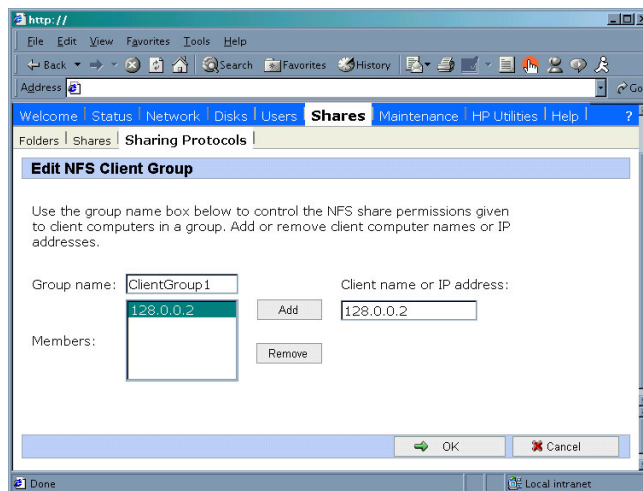 http://
File Edit View Favorites Tools Help
Back Search Favorites History
Address Go
Welcome Status Network Disks Users Shares Maintenance HP Utilities Help ?
Folders Shares Sharing Protocols
Edit NFS Client Group
Use the group name box below to control the NFS share permissions given
to client computers in a group. Add or remove client computer names or IP
addresses.
Group name: ClientGroup1 Client name or IP address:
128.0.0.2 Add 128.0.0.2
Members:
Remove
OK Cancel
Done Local intranet